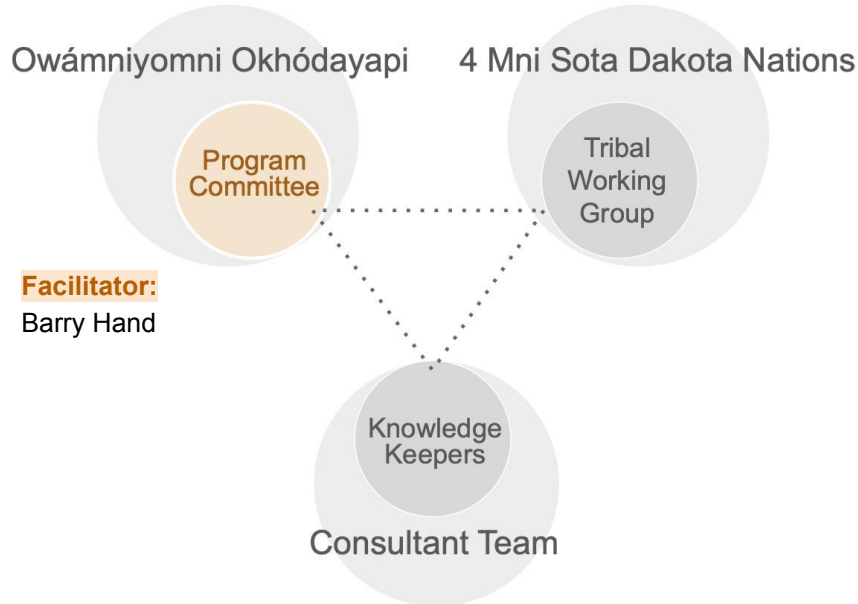 Owámniyomni Okhódayapi
4 Mni Sota Dakota Nations
Program
Committee
Tribal
Working
Group
Facilitator:
Barry Hand
Knowledge
Keepers
Consultant Team